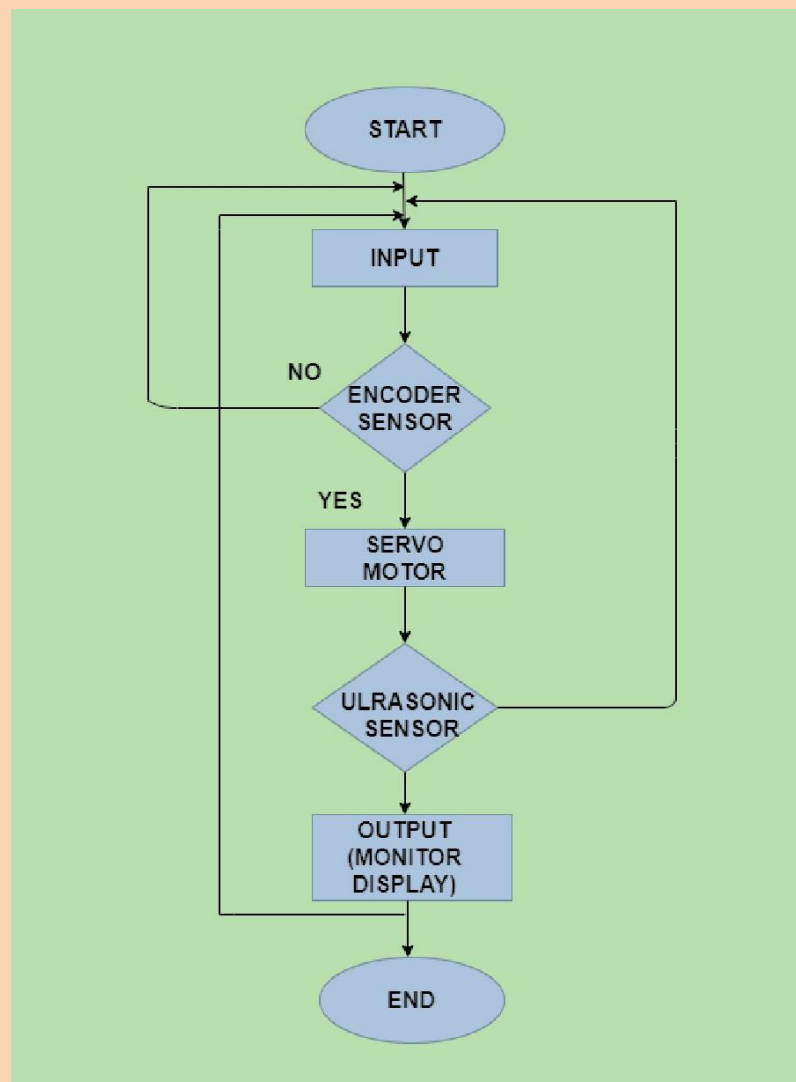 START
INPUT
NO
ENCODER
SENSOR
YES
SERVO
MOTOR
ULRASONIC
SENSOR
OUTPUT
(MONITOR
DISPLAY)
END